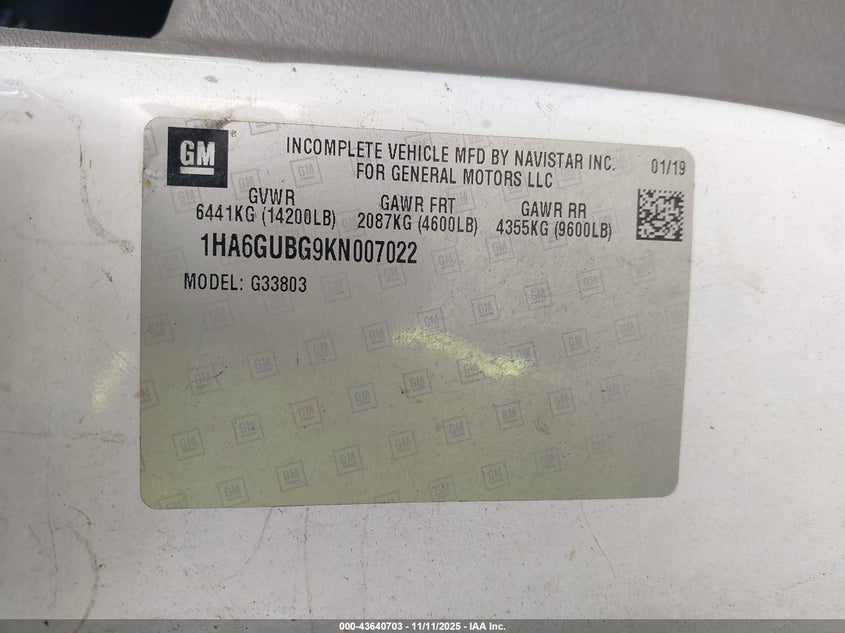 GM
®
INCOMPLETE VEHICLE MFD BY NAVISTAR INC.
FOR GENERAL MOTORS LLC
01/19
GVWR
6441KG (14200LB)
GAWR FRT
2087KG (4600LB)
GAWR RR
4355KG (9600LB)
1HA6GUBG9KN007022
MODEL: G33803
000-43640703 - 11/11/2025 - IAA Inc.